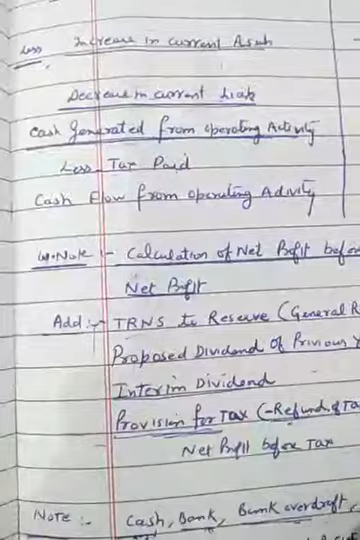 Less Increase in current Assets
Decrease in current Liab
Cash Generated from operating Activity
Less Tax Paid
Cash Flow from operating Activity
W.Note :- Calculation of Net Profit before
Net Profit
Add :- TRNS to Reserve (General R
Proposed Dividend of Privious Y
Interim Dividend
Provision for Tax (-Refund of Ta
Net Profit before Tax
NOTE :- Cash, Bank, Bank overdraft,